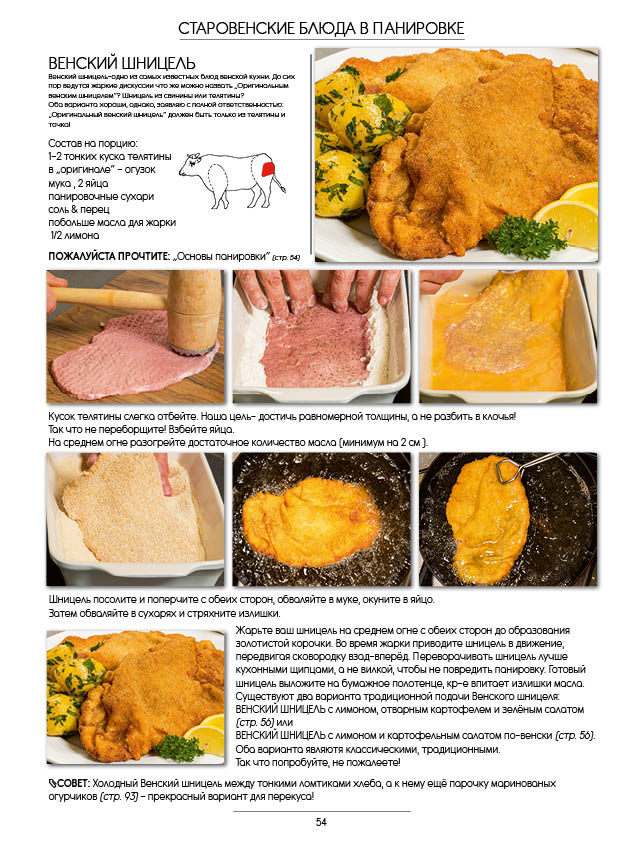 СТАРОВЕНСКИЕ БЛЮДА В ПАНИРОВКЕ
ВЕНСКИЙ ШНИЦЕЛЬ
Венский шницель-одно из самых известных блюд венской кухни. До сих
пор ведутся жаркие дискуссии что же можно назвать „Оригинальным
венским шницелем"? Шницель из свинины или телятины?
Оба варианта хороши, однако, заявляю с полной ответственностью:
„Оригинальный венский шницель" должен быть только из телятины и
точка!
Состав на порцию:
1-2 тонких куска телятины
в „оригинале" - огузок
мука , 2 яйца
панировочные сухари
соль & перец
побольше масла для жарки
1/2 лимона
ПОЖАЛУЙСТА ПРОЧТИТЕ: „Основы панировки" (стр. 54)
Кусок телятины слегка отбейте. Наша цель- достичь равномерной толщины, а не разбить в клочья!
Так что не переборщите! Взбейте яйца.
На среднем огне разогрейте достаточное количество масла (минимум на 2 см ).
Шницель посолите и поперчите с обеих сторон, обваляйте в муке, окуните в яйцо.
Затем обваляйте в сухарях и стряхните излишки.
Жарьте ваш шницель на среднем огне с обеих сторон до образования
золотистой корочки. Во время жарки приводите шницель в движение,
передвигая сковородку взад-вперёд. Переворачивать шницель лучше
кухонными щипцами, а не вилкой, чтобы не повредить панировку. Готовый
шницель выложите на бумажное полотенце, кр-е впитает излишки масла.
Существуют два варианта традиционной подачи Венского шницеля:
ВЕНСКИЙ ШНИЦЕЛЬ с лимоном, отварным картофелем и зелёным салатом
(стр. 56) или
ВЕНСКИЙ ШНИЦЕЛЬ с лимоном и картофельным салатом по-венски (стр. 56).
Оба варианта являютя классическими, традиционными.
Так что попробуйте, не пожалеете!
СОВЕТ: Холодный Венский шницель между тонкими ломтиками хлеба, а к нему ещё парочку маринованых
огурчиков (стр. 93) - прекрасный вариант для перекуса!
54